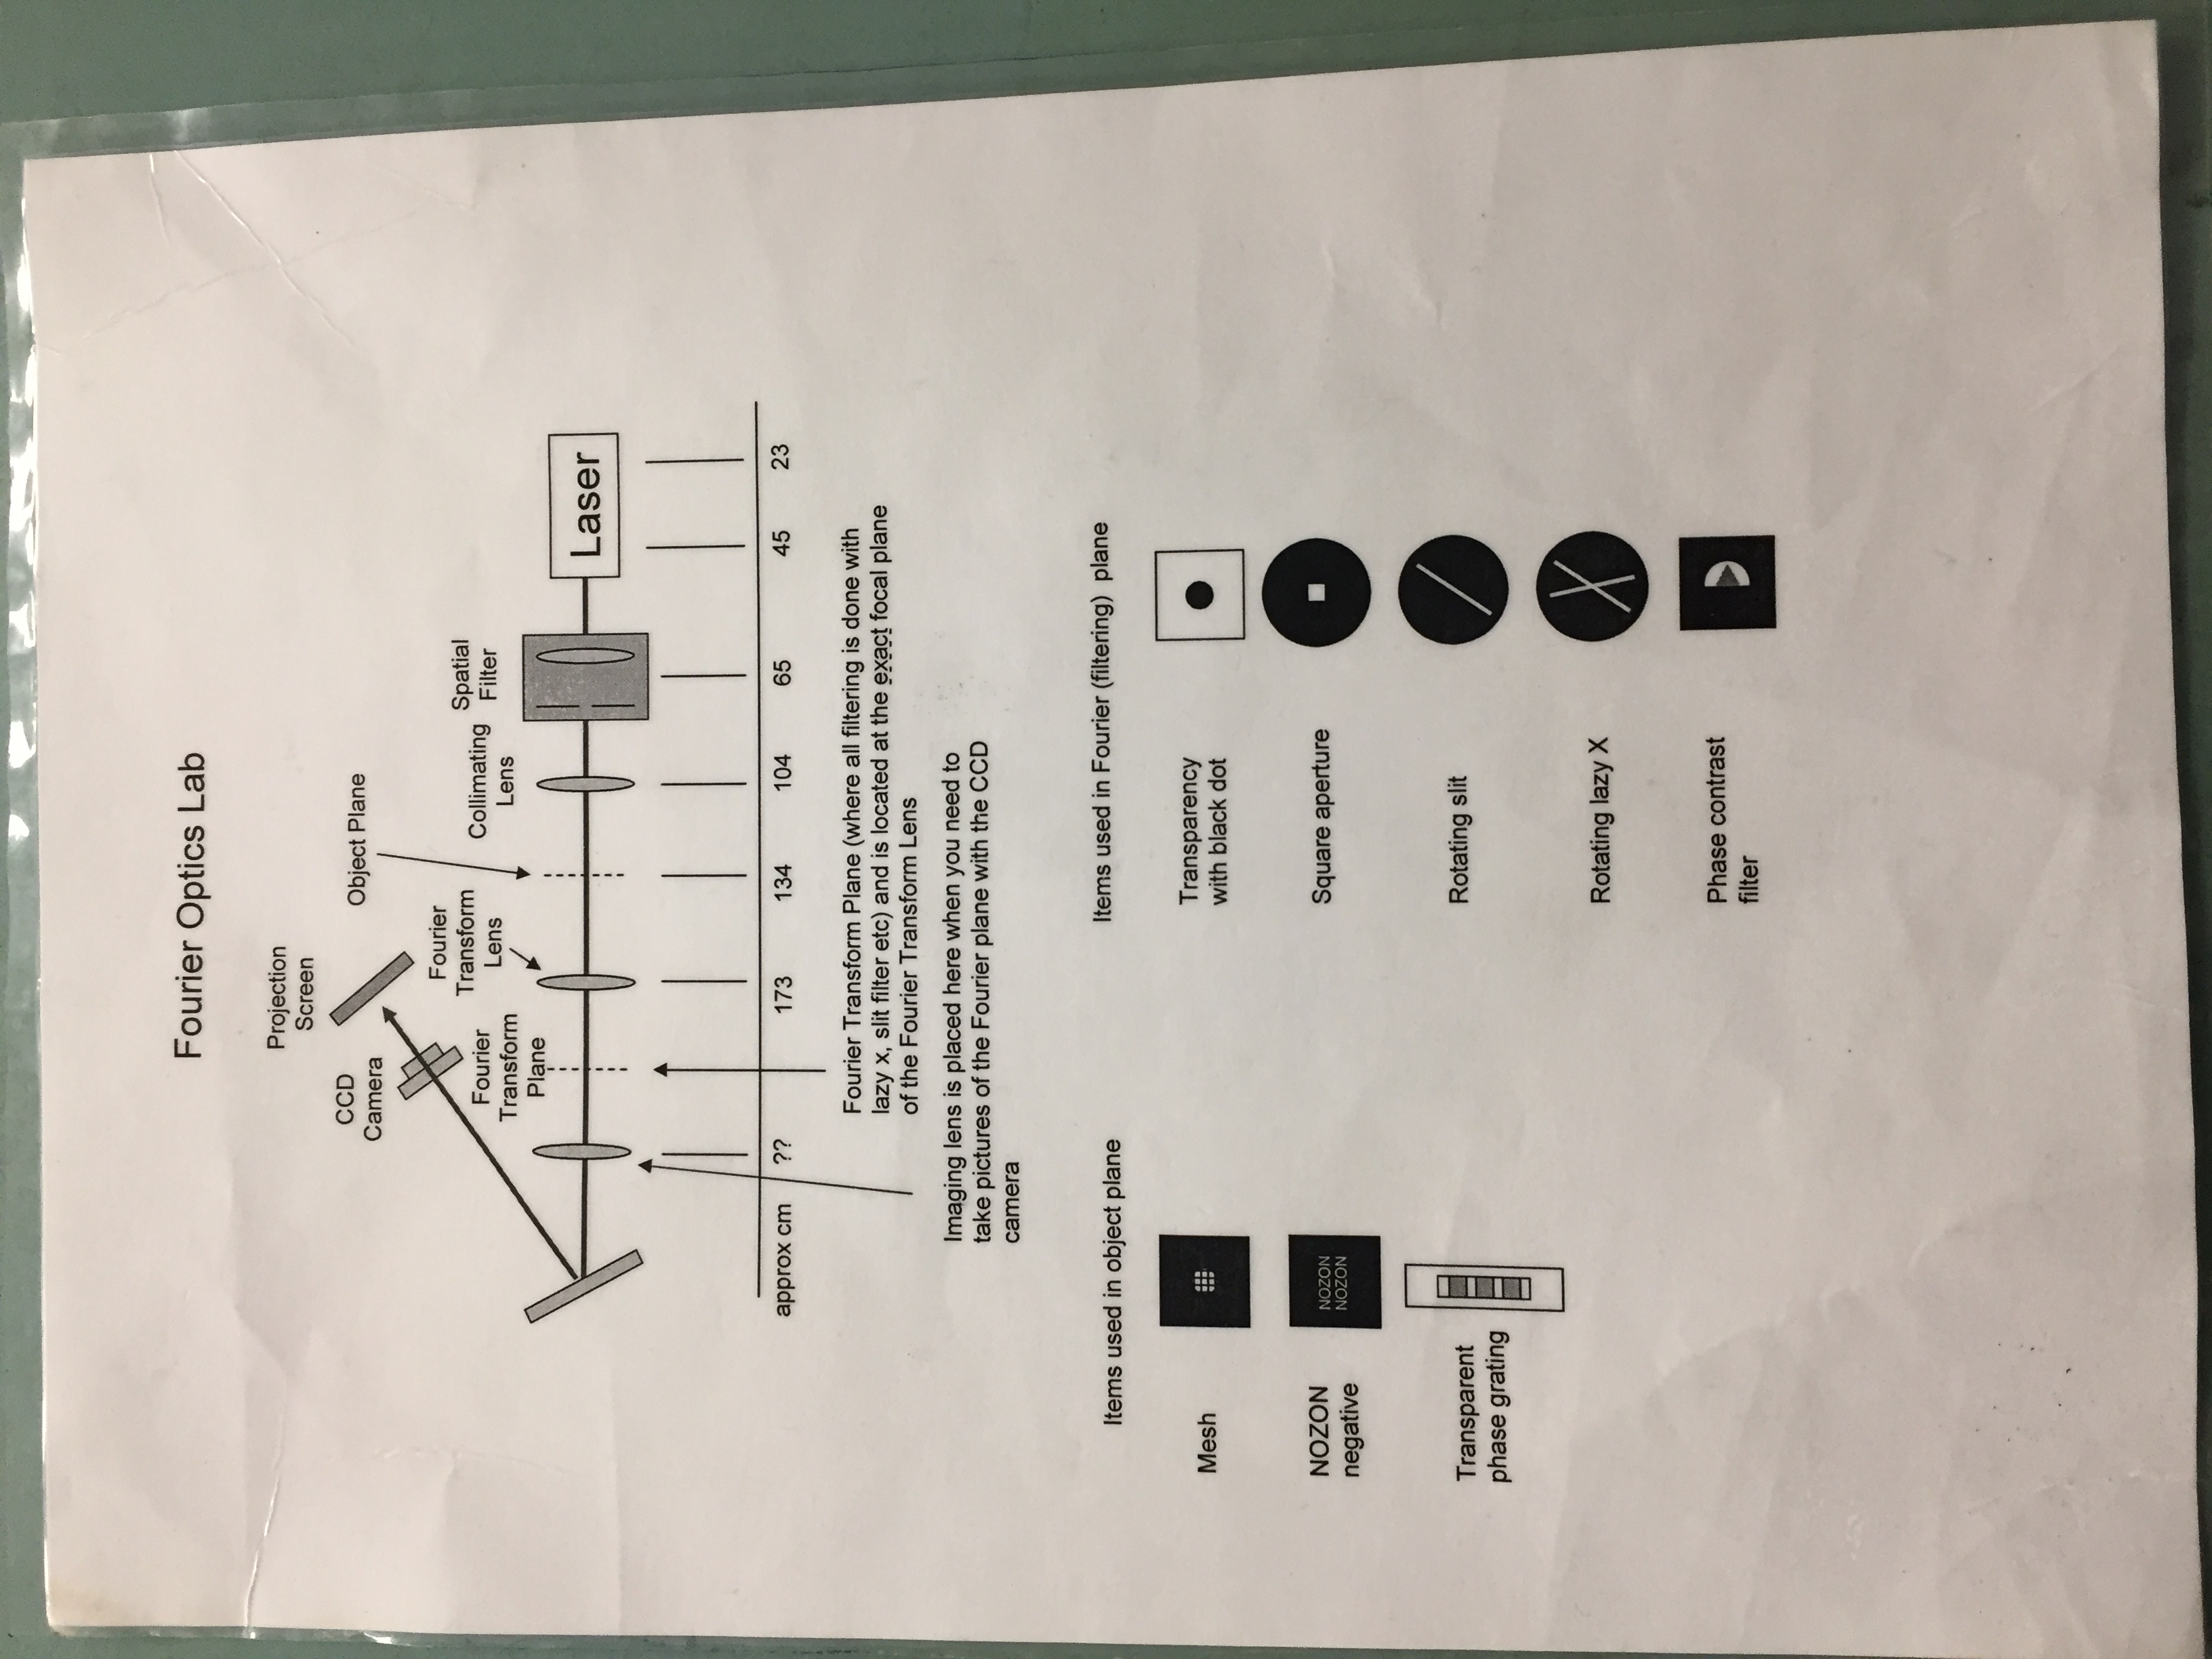 Fourier Optics Lab
Projection
Screen
CCD
Camera
Object Plane
Fourier
Transform
Lens
Fourier
Transform
Plane
Collimating
Lens
Spatial
Filter
Laser
approx cm ?? 173 134 104 65 45 23
Fourier Transform Plane (where all filtering is done with
lazy x, slit filter etc) and is located at the exact focal plane
of the Fourier Transform Lens
Imaging lens is placed here when you need to
take pictures of the Fourier plane with the CCD
camera
Items used in object plane
Mesh
NOZON
negative
NOZON
NOZON
Transparent
phase grating
Items used in Fourier (filtering) plane
Transparency
with black dot
Square aperture
Rotating slit
Rotating lazy X
Phase contrast
filter